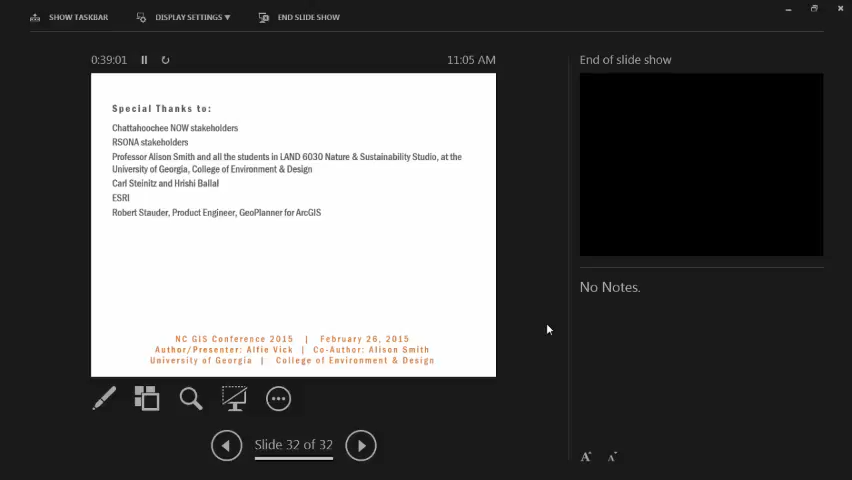 SHOW TASKBAR DISPLAY SETTINGS ▼ END SLIDE SHOW
0:39:01 11:05 AM
End of slide show
Special Thanks to:
Chattahoochee NOW stakeholders
RSONA stakeholders
Professor Alison Smith and all the students in LAND 6030 Nature & Sustainability Studio, at the
University of Georgia, College of Environment & Design
Carl Steinitz and Hrishi Ballal
ESRI
Robert Stauder, Product Engineer, GeoPlanner for ArcGIS
No Notes.
NC GIS Conference 2015 | February 26, 2015
Author/Presenter: Alfie Vick | Co-Author: Alison Smith
University of Georgia | College of Environment & Design
Slide 32 of 32
A A